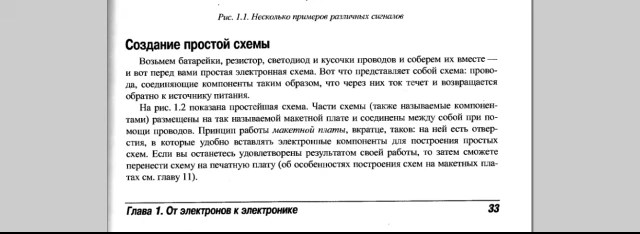 Рис. 1.1. Несколько примеров различных сигналов
Создание простой схемы
Возьмем батарейки, резистор, светодиод и кусочки проводов и соберем их вместе —
и вот перед вами простая электронная схема. Вот что представляет собой схема: прово-
да, соединяющие компоненты таким образом, что через них ток течет и возвращается
обратно к источнику питания.
На рис. 1.2 показана простейшая схема. Части схемы (также называемые компонен-
тами) размещены на так называемой макетной плате и соединены между собой при по-
мощи проводов. Принцип работы макетной платы, вкратце, таков: на ней есть отвер-
стия, в которые удобно вставлять электронные компоненты для построения простых
схем. Если вы останетесь удовлетворены результатом своей работы, то затем сможете
перенести схему на печатную плату (об особенностях построения схем на макетных пла-
тах см. главу 11).
Глава 1. От электронов к электронике 33